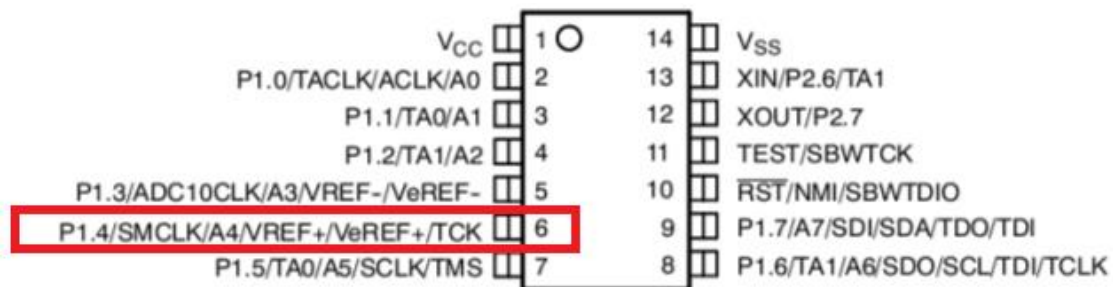 VCC 1 14 VSS
P1.0/TACLK/ACLK/A0 2 13 XIN/P2.6/TA1
P1.1/TA0/A1 3 12 XOUT/P2.7
P1.2/TA1/A2 4 11 TEST/SBWTCK
P1.3/ADC10CLK/A3/VREF-/VeREF- 5 10 RST/NMI/SBWTDIO
P1.4/SMCLK/A4/VREF+/VeREF+/TCK 6 9 P1.7/A7/SDI/SDA/TDO/TDI
P1.5/TA0/A5/SCLK/TMS 7 8 P1.6/TA1/A6/SDO/SCL/TDI/TCLK